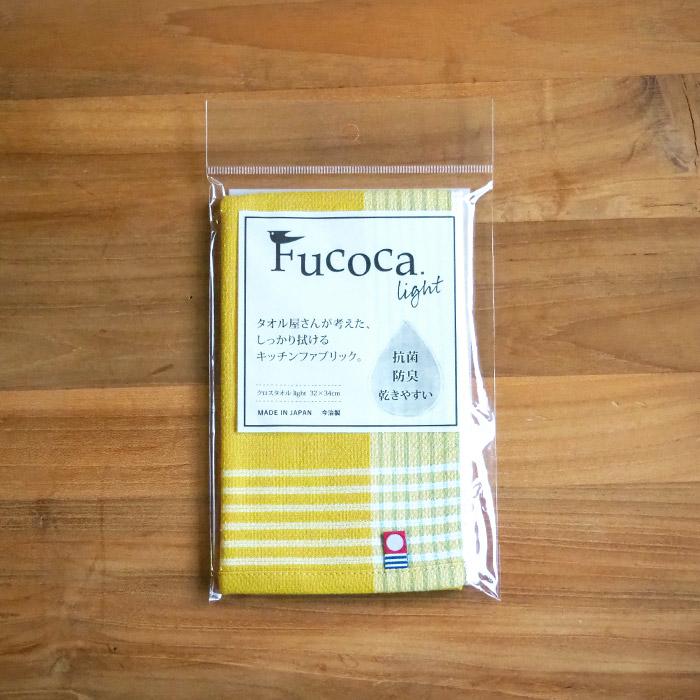 Fucoca.
light
タオル屋さんが考えた、
しっかり拭ける
キッチンファブリック。
抗菌
防臭
乾きやすい
クロスタオル light 32×34cm
MADE IN JAPAN 今治製